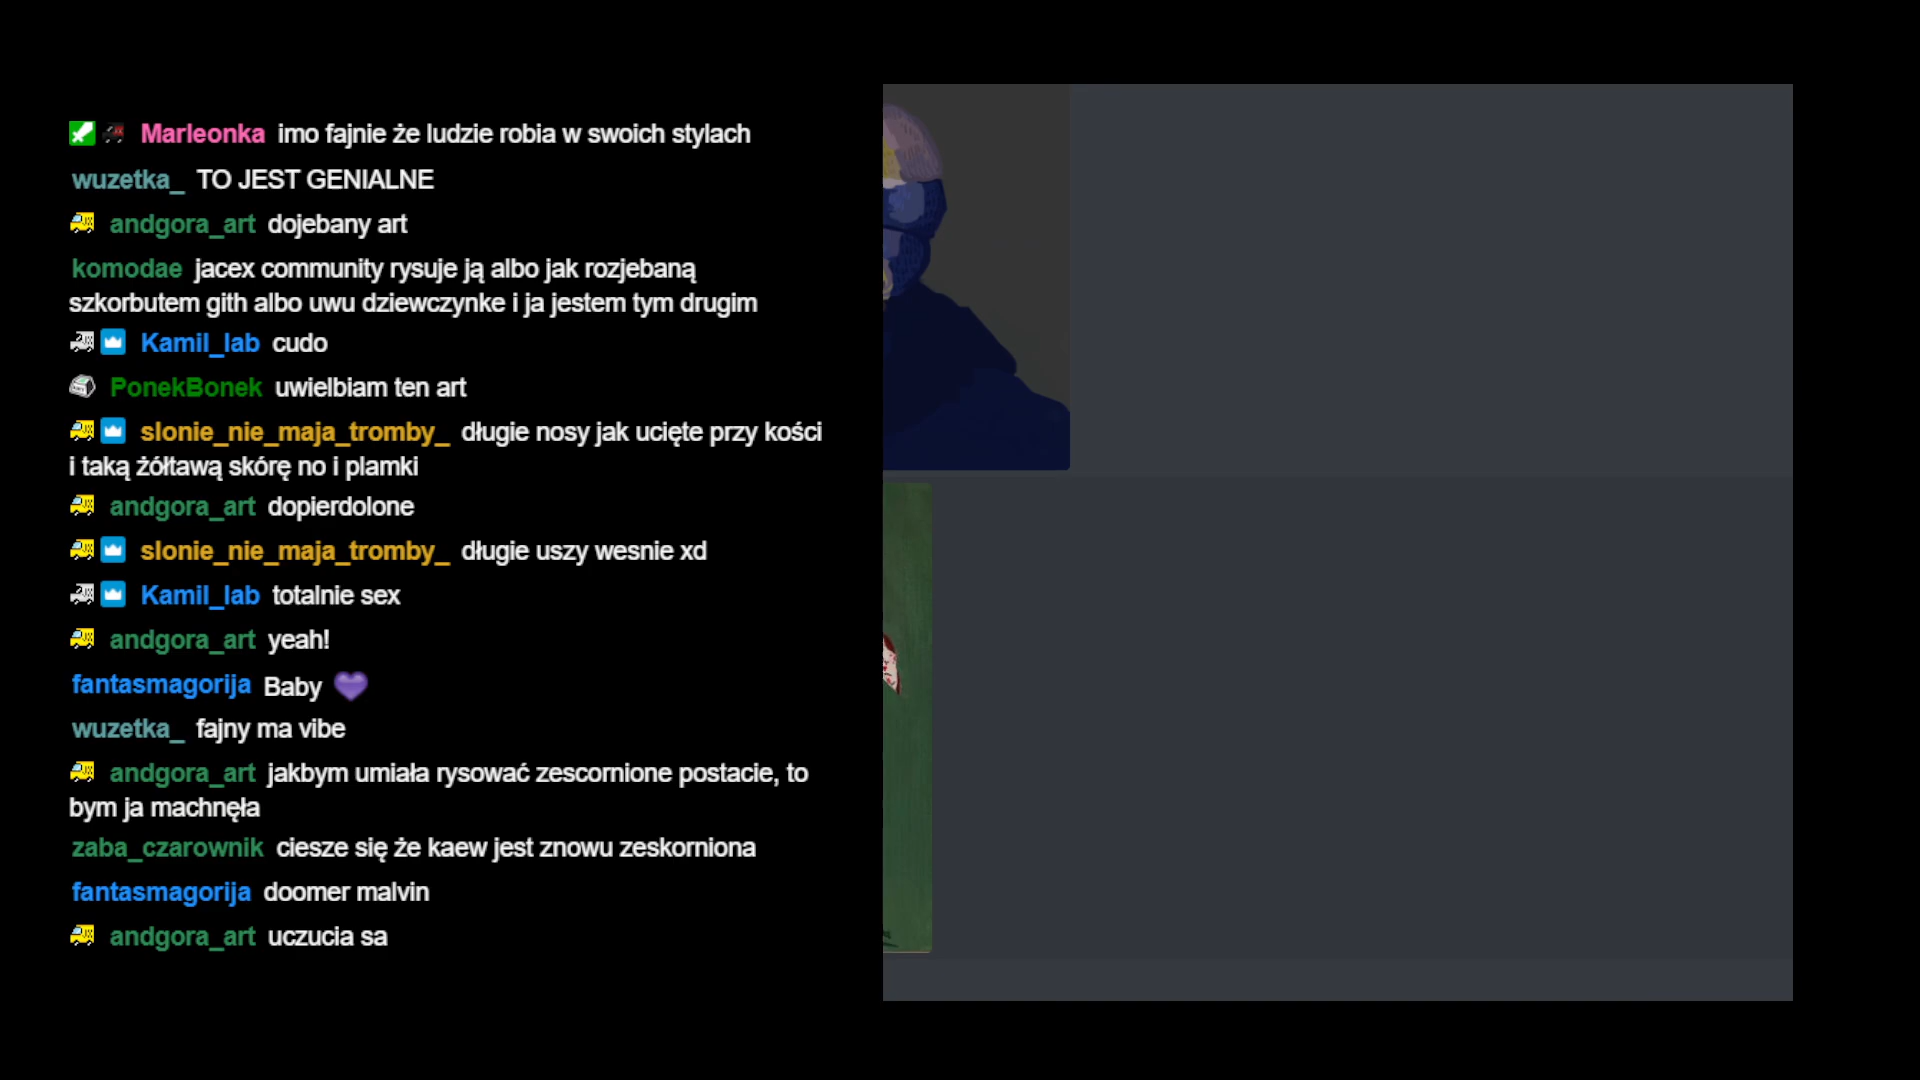 Marleonka imo fajnie że ludzie robia w swoich stylach
wuzetka_ TO JEST GENIALNE
andgora_art dojebany art
komodae jacex community rysuje ją albo jak rozjebaną
szkorbutem gith albo uwu dziewczynke i ja jestem tym drugim
Kamil_lab cudo
PonekBonek uwielbiam ten art
slonie_nie_maja_tromby_ długie nosy jak ucięte przy kości
i taką żółtawą skórę no i plamki
andgora_art dopierdolone
slonie_nie_maja_tromby_ długie uszy wesnie xd
Kamil_lab totalnie sex
andgora_art yeah!
fantasmagorija Baby 💜
wuzetka_ fajny ma vibe
andgora_art jakbym umiała rysować zescornione postacie, to
bym ja machnęła
zaba_czarownik ciesze się że kaew jest znowu zeskorniona
fantasmagorija doomer malvin
andgora_art uczucia sa